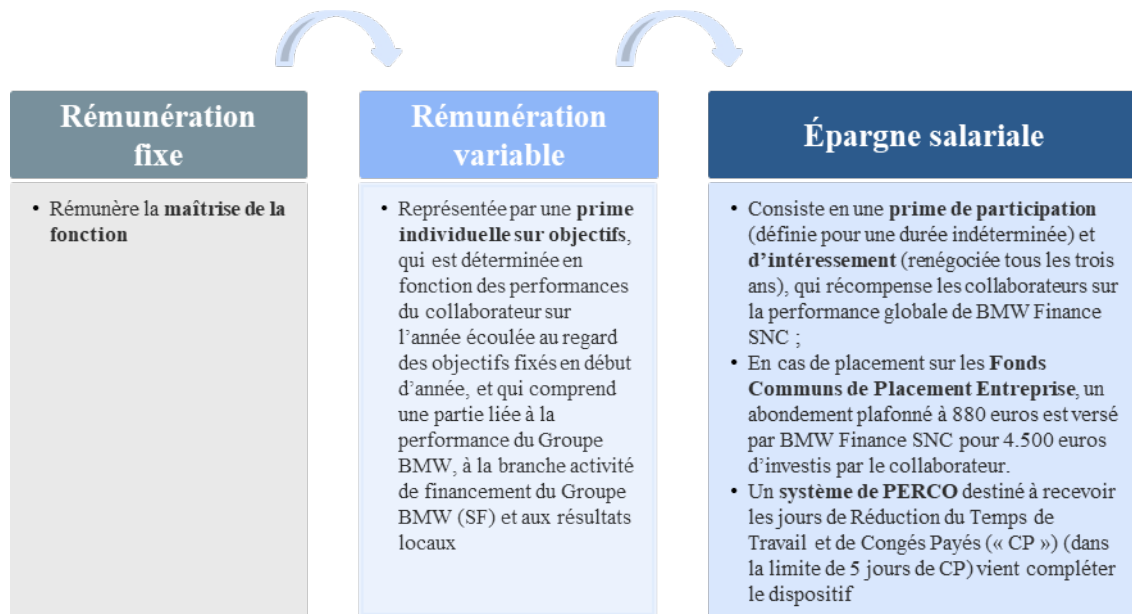 Rémunération
fixe
• Rémunère la maîtrise de la
fonction
Rémunération
variable
• Représentée par une prime
individuelle sur objectifs,
qui est déterminée en
fonction des performances
du collaborateur sur
l’année écoulée au regard
des objectifs fixés en début
d’année, et qui comprend
une partie liée à la
performance du Groupe
BMW, à la branche activité
de financement du Groupe
BMW (SF) et aux résultats
locaux
Épargne salariale
• Consiste en une prime de participation
(définie pour une durée indéterminée) et
d’intéressement (renégociée tous les trois
ans), qui récompense les collaborateurs sur
la performance globale de BMW Finance
SNC ;
• En cas de placement sur les Fonds
Communs de Placement Entreprise, un
abondement plafonné à 880 euros est versé
par BMW Finance SNC pour 4.500 euros
d’investis par le collaborateur.
• Un système de PERCO destiné à recevoir
les jours de Réduction du Temps de
Travail et de Congés Payés (« CP ») (dans
la limite de 5 jours de CP) vient compléter
le dispositif